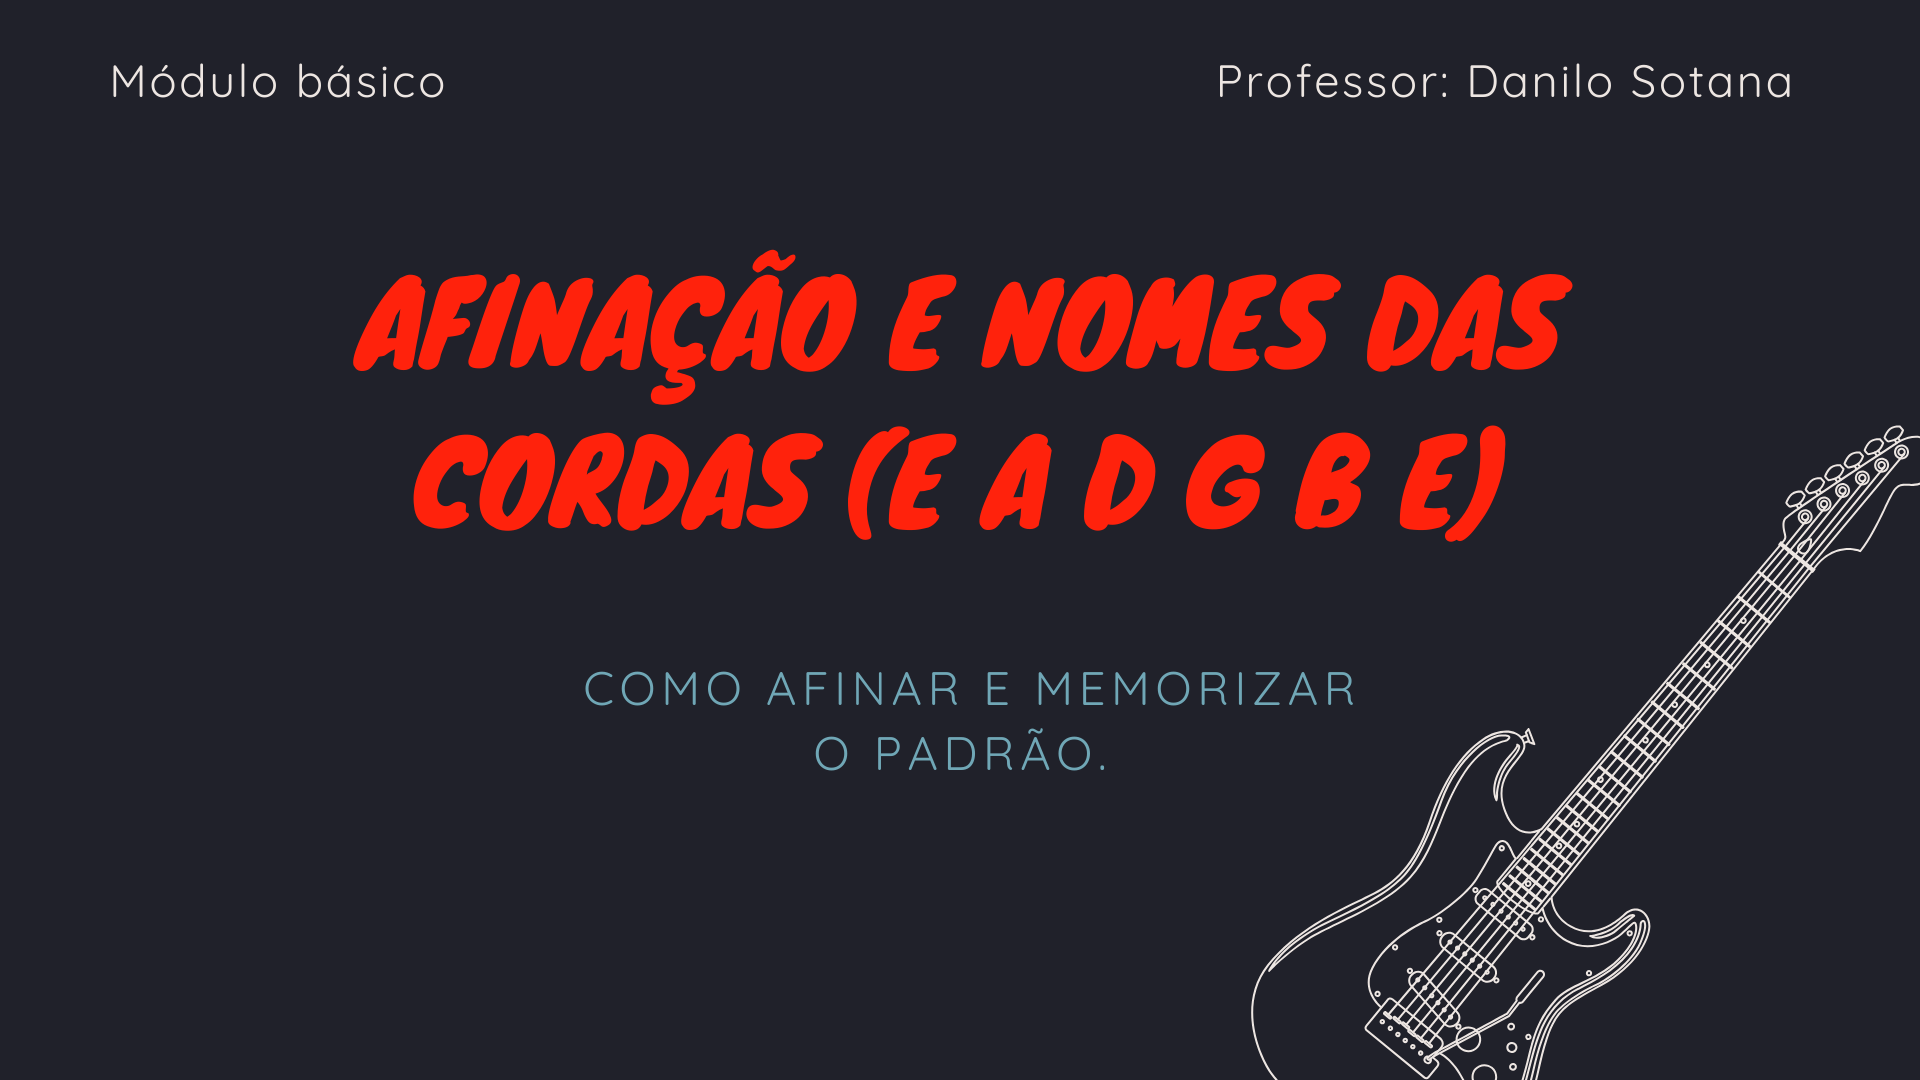 Módulo básico
Professor: Danilo Sotana
AFINAÇÃO E NOMES DAS
CORDAS (E A D G B E)
COMO AFINAR E MEMORIZAR
O PADRÃO.